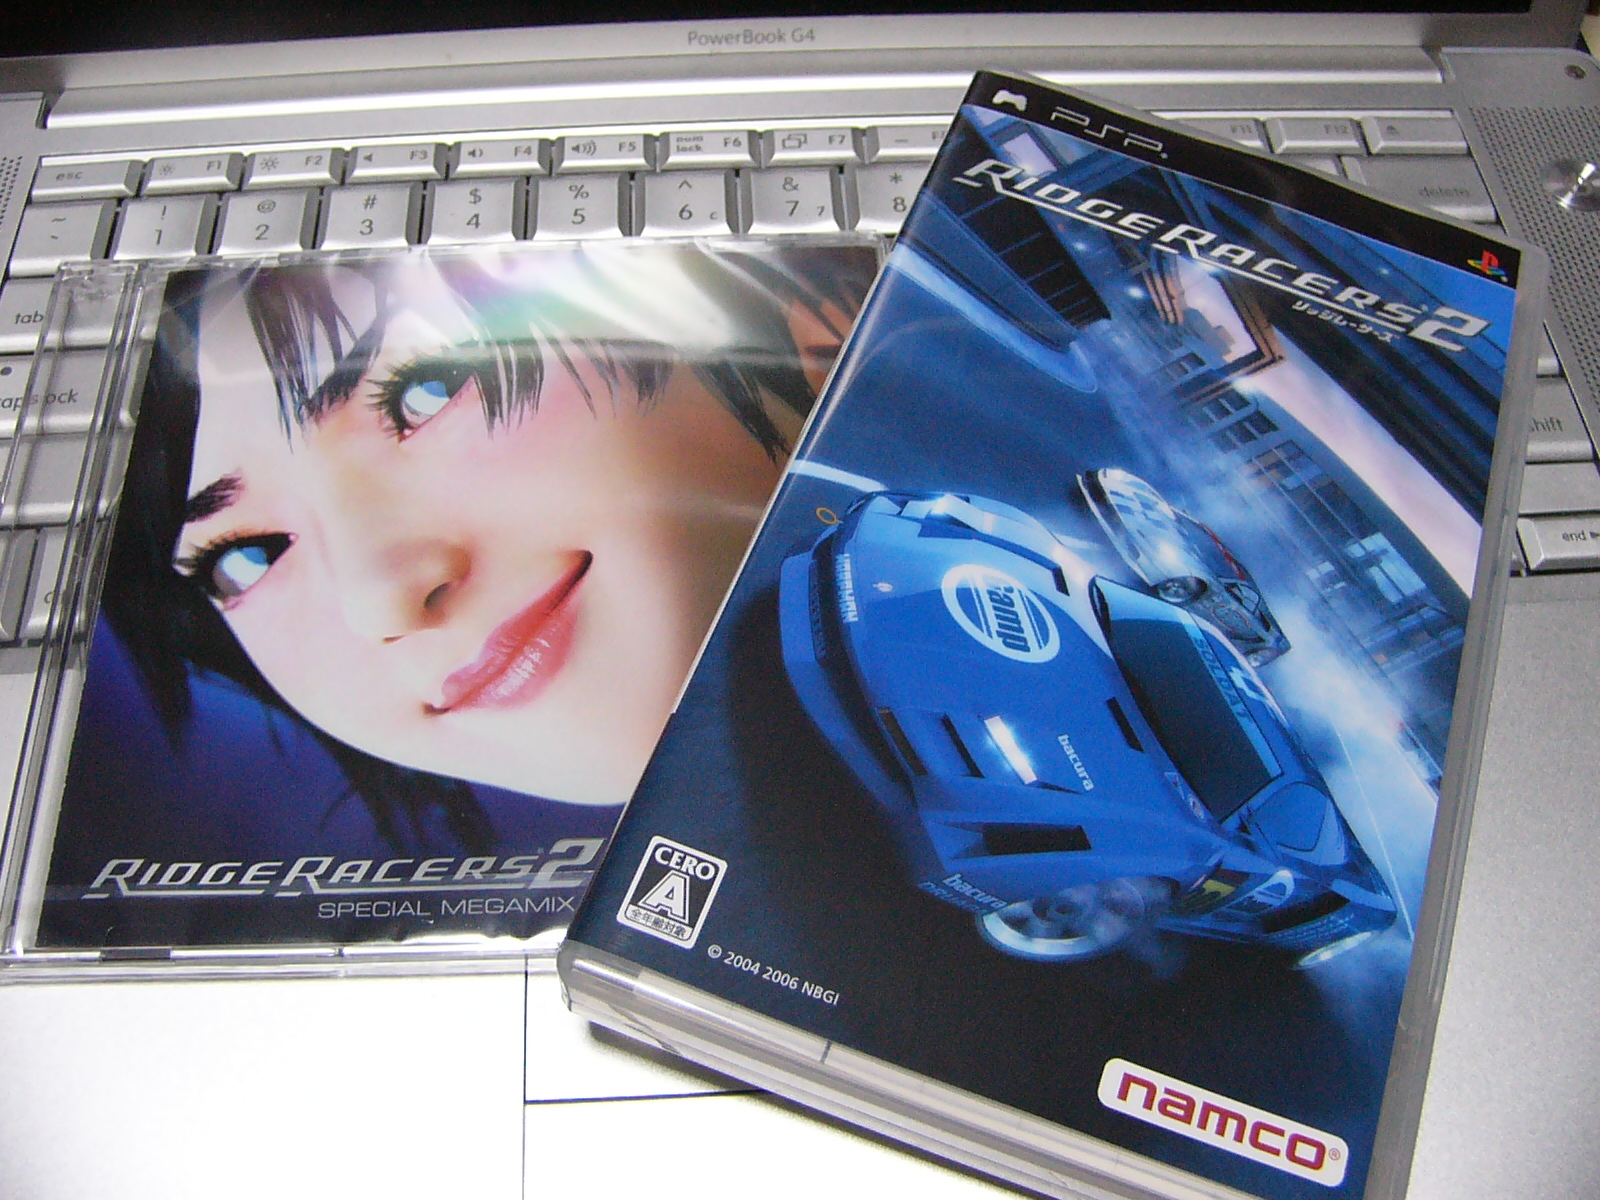 PowerBook G4
esc
F1
F2
F3
F4
num lock F6
F5
F7
F11
F12
delete
~
`
!
1
@
2
#
3
$
4
%
5
^
6 c
&
7 7
*
8
tab
shift
end
PSP
RIDGE RACERS 2
リッジレーサーズ
SOLDAT
bacura
bacura
CERO
A
全年齢対象
© 2004 2006 NBGI
namco®
RIDGE RACERS 2
SPECIAL MEGAMIX